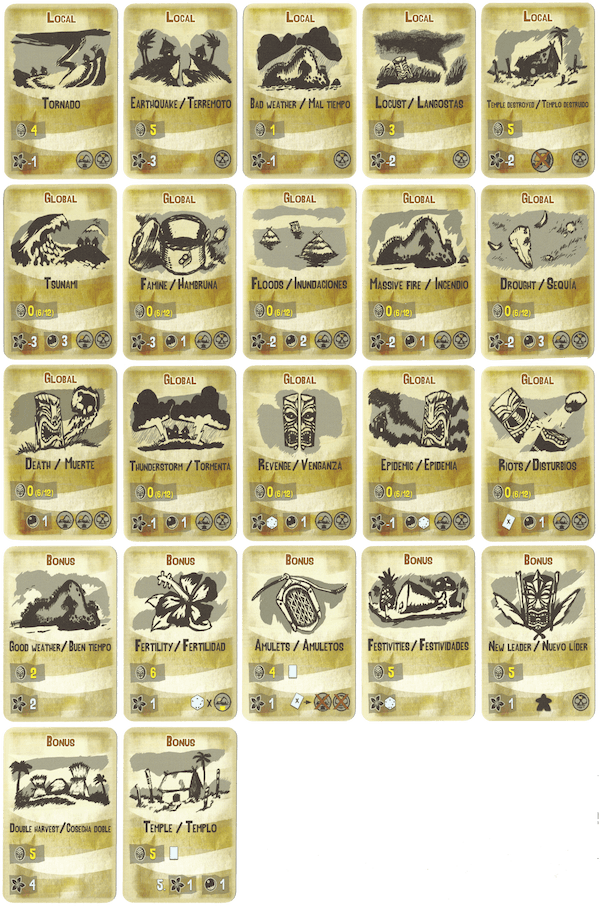 Local
Tornado
4
-1
Local
Earthquake / Terremoto
5
-3
Local
Bad weather / Mal tiempo
1
-1
Local
Locust / Langostas
3
-2
Local
Temple destroyed / Templo destruido
5
-2
Global
Tsunami
0 (6/12)
-3 3
Global
Famine / Hambruna
0 (6/12)
-3 1
Global
Floods / Inundaciones
0 (6/12)
-2 2
Global
Massive fire / Incendio
0 (6/12)
-2 1
Global
Drought / Sequía
0 (6/12)
-2 3
Global
Death / Muerte
0 (6/12)
1
Global
Thunderstorm / Tormenta
0 (6/12)
-1 1
Global
Revenge / Venganza
0 (6/12)
1
Global
Epidemic / Epidemia
0 (6/12)
-1
Global
Riots / Disturbios
0 (6/12)
x 1
Bonus
Good weather / Buen tiempo
2
2
Bonus
Fertility / Fertilidad
6
1 x
Bonus
Amulets / Amuletos
4
1 x
Bonus
Festivities / Festividades
5
Bonus
New leader / Nuevo líder
5
1
Bonus
Double harvest / Cosecha doble
5
4
Bonus
Temple / Templo
5
5 1 1